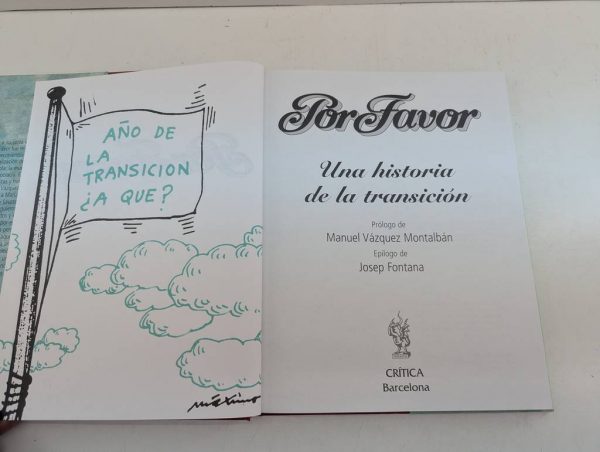 AÑO DE
LA
TRANSICION
¿A QUE?
máximo
Por Favor
Una historia
de la transición
Prólogo de
Manuel Vázquez Montalbán
Epílogo de
Josep Fontana
CRÍTICA
Barcelona